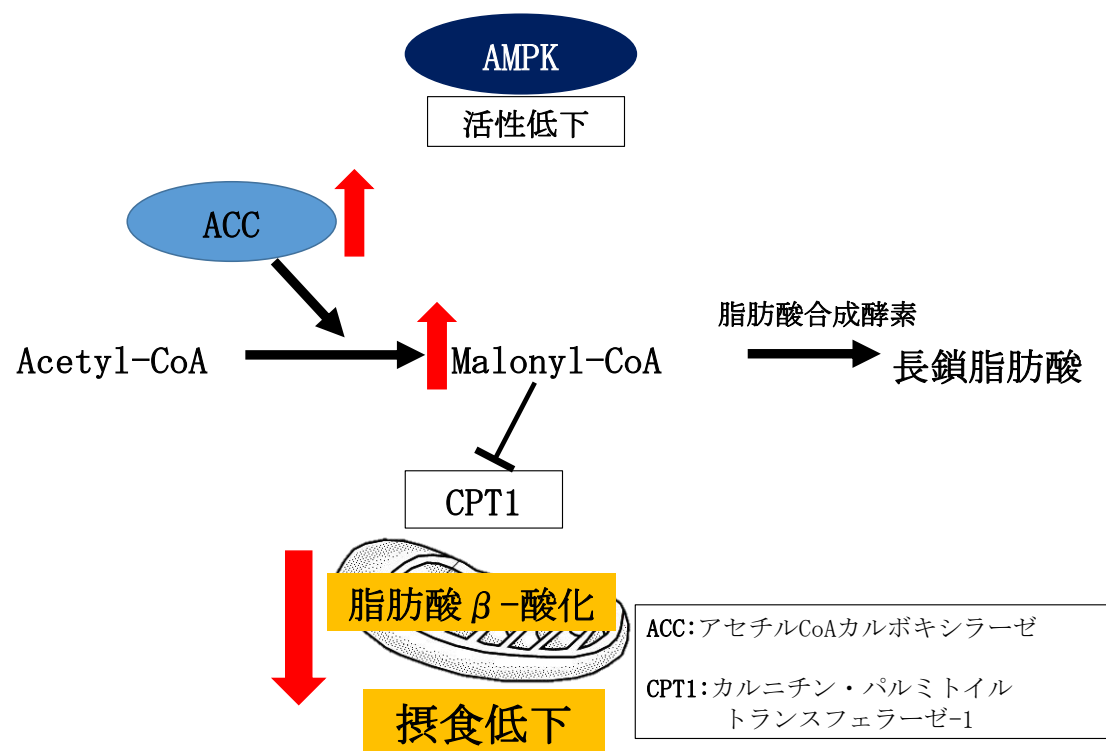 AMPK
活性低下
ACC
脂肪酸合成酵素
Acetyl-CoA
Malonyl-CoA
長鎖脂肪酸
CPT1
脂肪酸β-酸化
摂食低下
ACC:アセチルCoAカルボキシラーゼ
CPT1:カルニチン・パルミトイル
トランスフェラーゼ-1